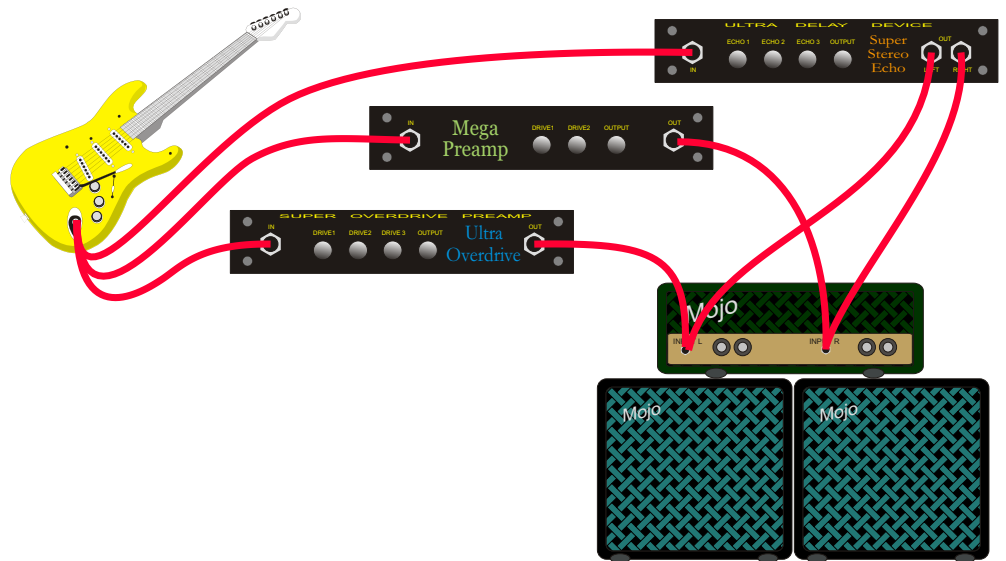 ULTRA DELAY DEVICE
ECHO 1 ECHO 2 ECHO 3 OUTPUT
Super
Stereo
Echo
OUT
IN
LEFT RIGHT
IN
Mega
Preamp
DRIVE1 DRIVE2 OUTPUT
OUT
SUPER OVERDRIVE PREAMP
IN
DRIVE1 DRIVE2 DRIVE 3 OUTPUT
Ultra
Overdrive
OUT
Mojo
INPUT L INPUT R
Mojo
Mojo